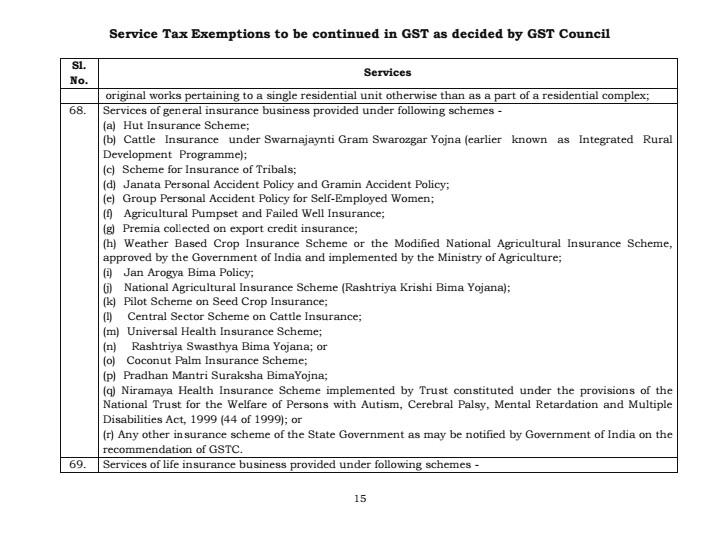 Service Tax Exemptions to be continued in GST as decided by GST Council
Sl. No.
Services
original works pertaining to a single residential unit otherwise than as a part of a residential complex;
68. Services of general insurance business provided under following schemes -
(a) Hut Insurance Scheme;
(b) Cattle Insurance under Swarnajaynti Gram Swarozgar Yojna (earlier known as Integrated Rural
Development Programme);
(c) Scheme for Insurance of Tribals;
(d) Janata Personal Accident Policy and Gramin Accident Policy;
(e) Group Personal Accident Policy for Self-Employed Women;
(f) Agricultural Pumpset and Failed Well Insurance;
(g) Premia collected on export credit insurance;
(h) Weather Based Crop Insurance Scheme or the Modified National Agricultural Insurance Scheme,
approved by the Government of India and implemented by the Ministry of Agriculture;
(i) Jan Arogya Bima Policy;
(j) National Agricultural Insurance Scheme (Rashtriya Krishi Bima Yojana);
(k) Pilot Scheme on Seed Crop Insurance;
(l) Central Sector Scheme on Cattle Insurance;
(m) Universal Health Insurance Scheme;
(n) Rashtriya Swasthya Bima Yojana; or
(o) Coconut Palm Insurance Scheme;
(p) Pradhan Mantri Suraksha BimaYojna;
(q) Niramaya Health Insurance Scheme implemented by Trust constituted under the provisions of the
National Trust for the Welfare of Persons with Autism, Cerebral Palsy, Mental Retardation and Multiple
Disabilities Act, 1999 (44 of 1999); or
(r) Any other insurance scheme of the State Government as may be notified by Government of India on the
recommendation of GSTC.
69. Services of life insurance business provided under following schemes -
15